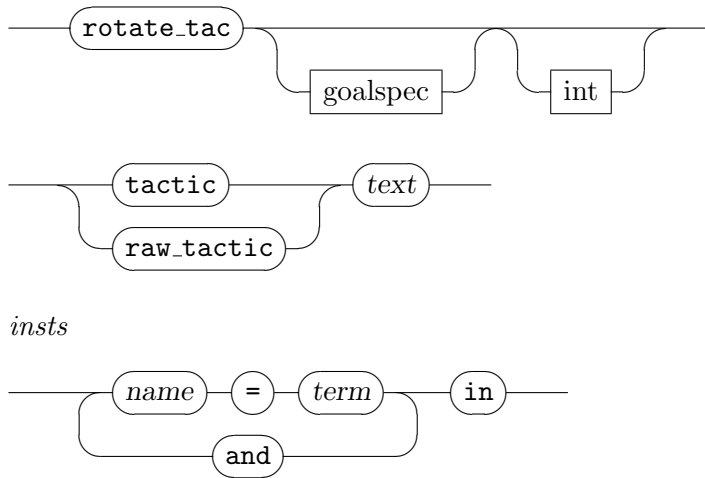 rotate_tac
goalspec int
tactic text
raw_tactic
insts
name = term in
and